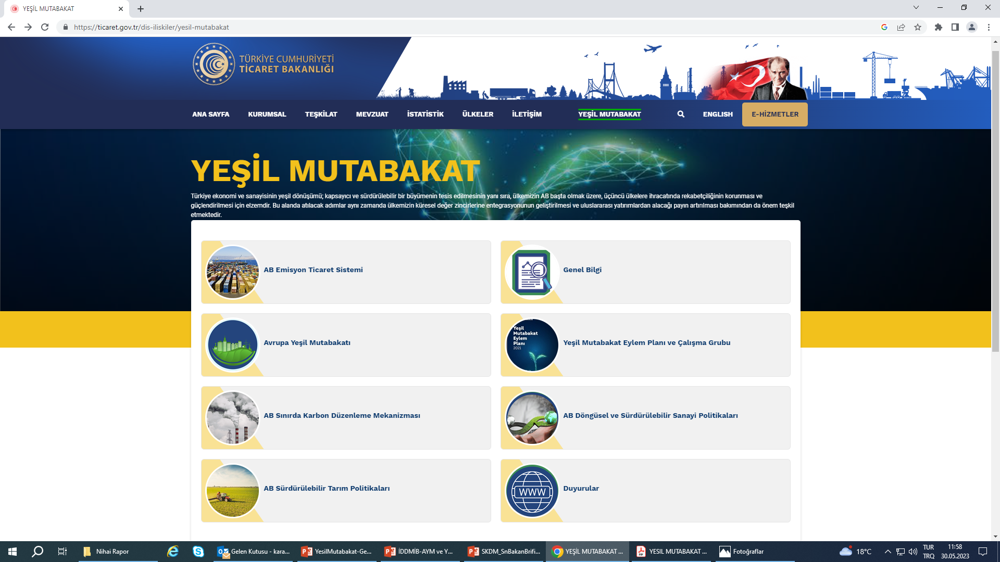 YEŞİL MUTABAKAT
https://ticaret.gov.tr/dis-iliskiler/yesil-mutabakat
TÜRKİYE CUMHURİYETİ
TİCARET BAKANLIĞI
ANA SAYFA KURUMSAL TEŞKİLAT MEVZUAT İSTATİSTİK ÜLKELER İLETİŞİM YEŞİL MUTABAKAT ENGLISH E-HİZMETLER
YEŞİL MUTABAKAT
Türkiye ekonomi ve sanayisinin yeşil dönüşümü; kapsayıcı ve sürdürülebilir bir büyümenin tesis edilmesinin yanı sıra, ülkemizin AB başta olmak üzere, üçüncü ülkelere ihracatında rekabetçiliğinin korunması ve
güçlendirilmesi için elzemdir. Bu alanda atılacak adımlar aynı zamanda ülkemizin küresel değer zincirlerine entegrasyonunun geliştirilmesi ve uluslararası yatırımlardan alacağı payın artırılması bakımından da önem teşkil
etmektedir.
AB Emisyon Ticaret Sistemi
Genel Bilgi
Avrupa Yeşil Mutabakatı
Yeşil
Mutabakat
Eylem
Planı
2021
Yeşil Mutabakat Eylem Planı ve Çalışma Grubu
AB Sınırda Karbon Düzenleme Mekanizması
AB Döngüsel ve Sürdürülebilir Sanayi Politikaları
AB Sürdürülebilir Tarım Politikaları
WWW
Duyurular
Nihai Rapor
Gelen Kutusu - kara...
YesilMutabakat-Ge...
İDDMİB-AYM ve Y...
SKDM_SnBakanBrifi...
YEŞİL MUTABAKAT ...
YESIL MUTABAKAT ...
Fotoğraflar
18°C
TUR
TRQ
11:58
30.05.2023